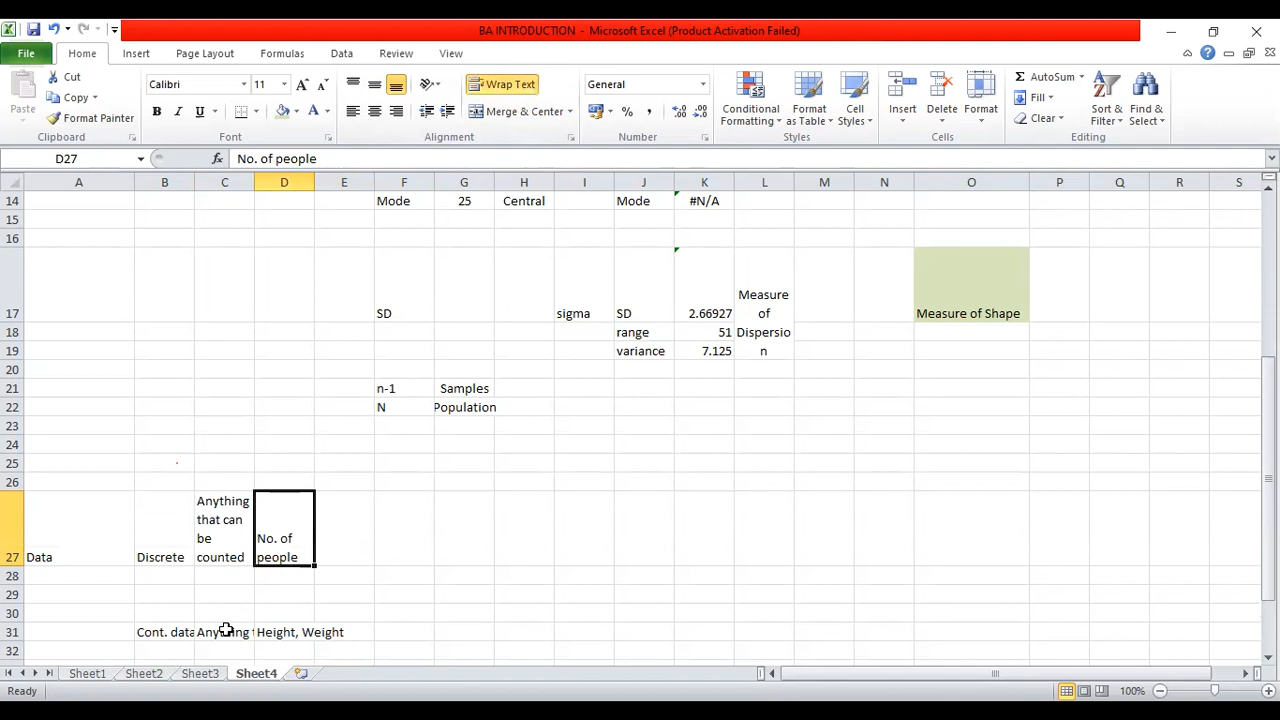 BA INTRODUCTION - Microsoft Excel (Product Activation Failed)
File Home Insert Page Layout Formulas Data Review View
Paste
Cut
Copy
Format Painter
Clipboard
Calibri 11
B I U
Font
Wrap Text
Merge & Center
Alignment
General
Number
Conditional Formatting
Format as Table
Cell Styles
Styles
Insert Delete Format
Cells
AutoSum
Fill
Clear
Sort & Filter
Find & Select
Editing
D27 fx No. of people
A B C D E F G H I J K L M N O P Q R S
14 Mode 25 Central Mode #N/A
15
16
17 SD sigma SD 2.66927 Measure of Dispersion Measure of Shape
18 range 51
19 variance 7.125
20
21 n-1 Samples
22 N Population
23
24
25
26
27 Data Discrete Anything that can be counted No. of people
28
29
30
31 Cont. data Height, Weight
32
Sheet1 Sheet2 Sheet3 Sheet4
Ready 100%